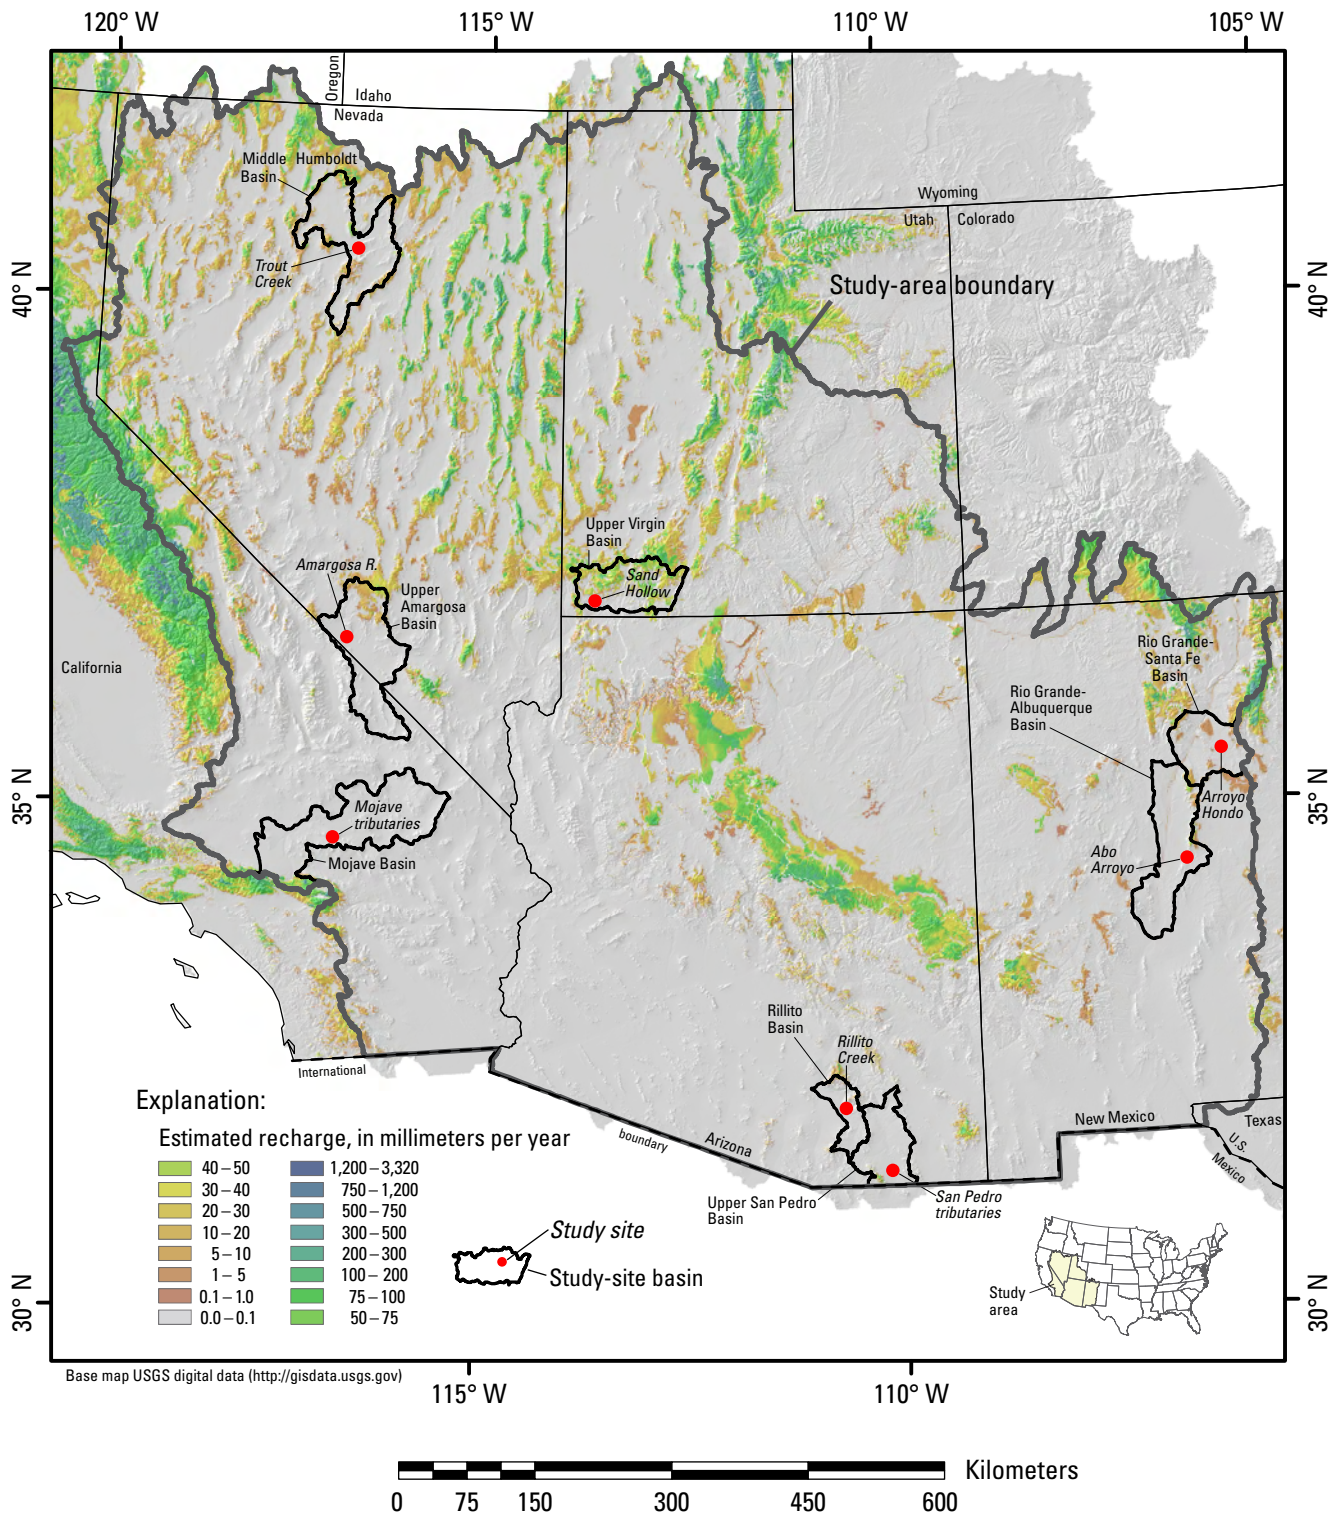 120° W
115° W
110° W
105° W
Oregon
Idaho
Nevada
Middle Humboldt
Basin
Wyoming
Utah
Colorado
Trout
Creek
40° N
40° N
Study-area boundary
Upper Virgin
Basin
Sand
Hollow
Amargosa R.
Upper
Amargosa
Basin
California
Rio Grande-
Santa Fe
Basin
Rio Grande-
Albuquerque
Basin
35° N
35° N
Mojave
tributaries
Mojave Basin
Arroyo
Hondo
Abo
Arroyo
Rillito
Basin
Rillito
Creek
International
boundary
Arizona
New Mexico
Texas
U.S.
Mexico
Upper San Pedro
Basin
San Pedro
tributaries
Explanation:
Estimated recharge, in millimeters per year
40–50
1,200–3,320
30–40
750–1,200
20–30
500–750
10–20
300–500
5–10
200–300
1–5
100–200
0.1–1.0
75–100
0.0–0.1
50–75
Study site
Study-site basin
Study
area
30° N
30° N
Base map USGS digital data (http://gisdata.usgs.gov)
115° W
110° W
Kilometers
0 75 150 300 450 600